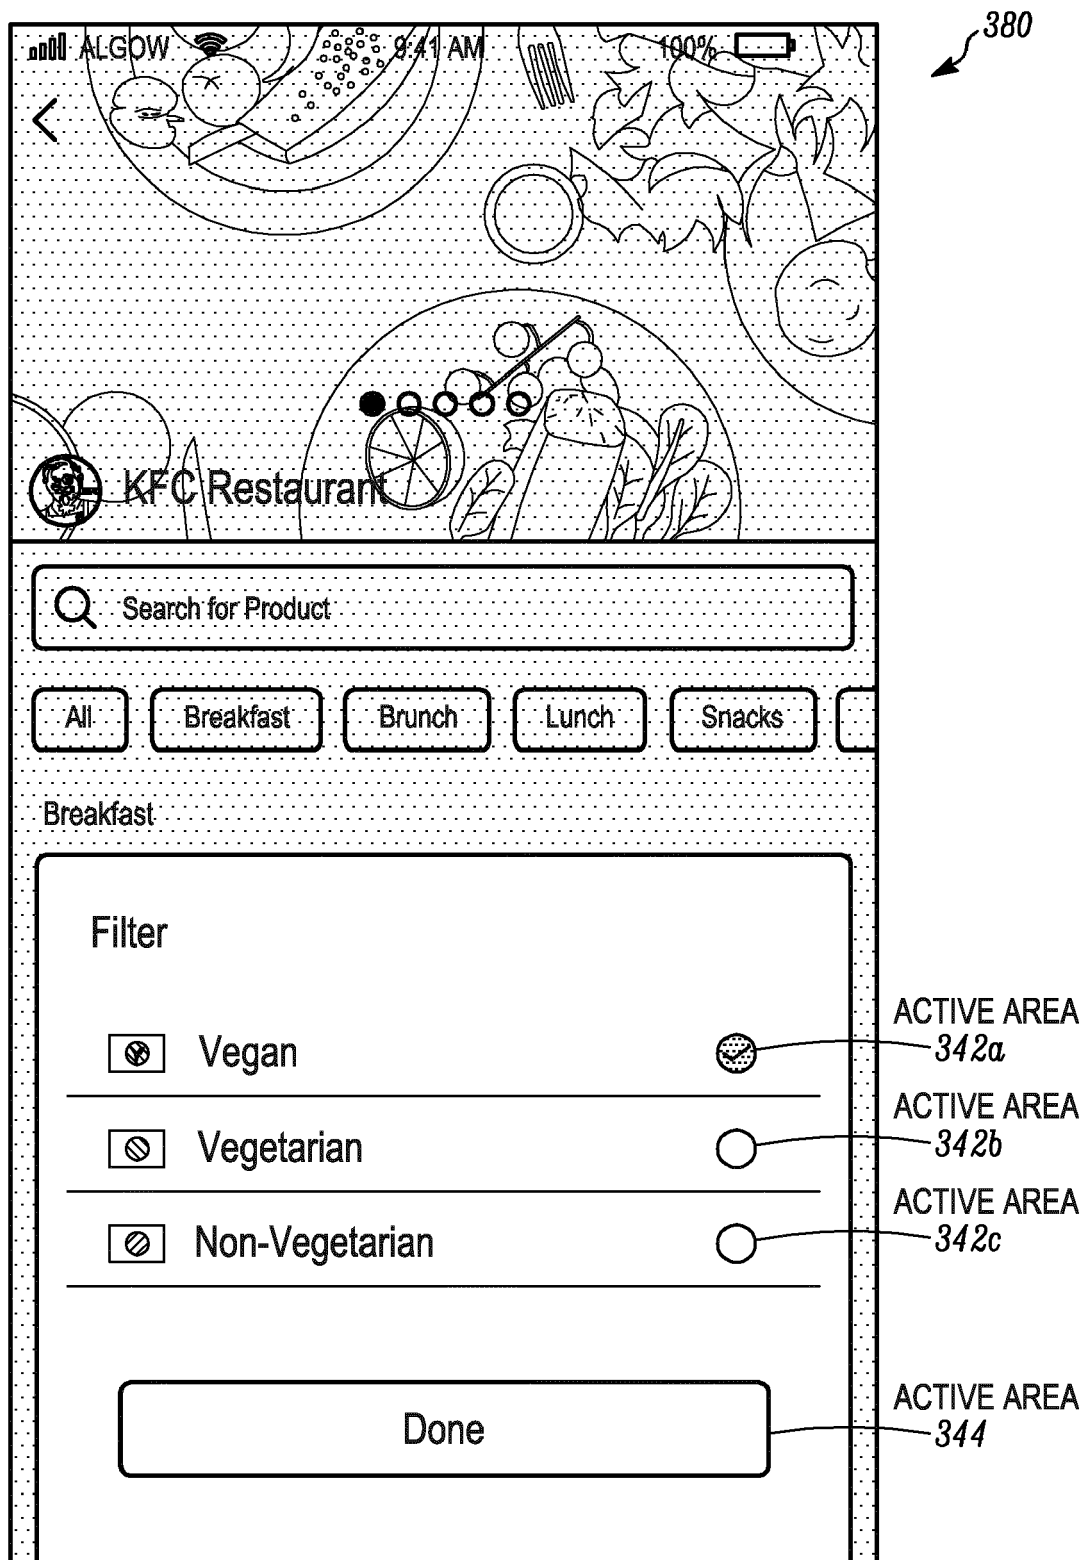 380
ALGOW 9:41 AM 100%
KFC Restaurant
Search for Product
All Breakfast Brunch Lunch Snacks
Breakfast
Filter
Vegan
ACTIVE AREA
342a
Vegetarian
ACTIVE AREA
342b
Non-Vegetarian
ACTIVE AREA
342c
Done
ACTIVE AREA
344